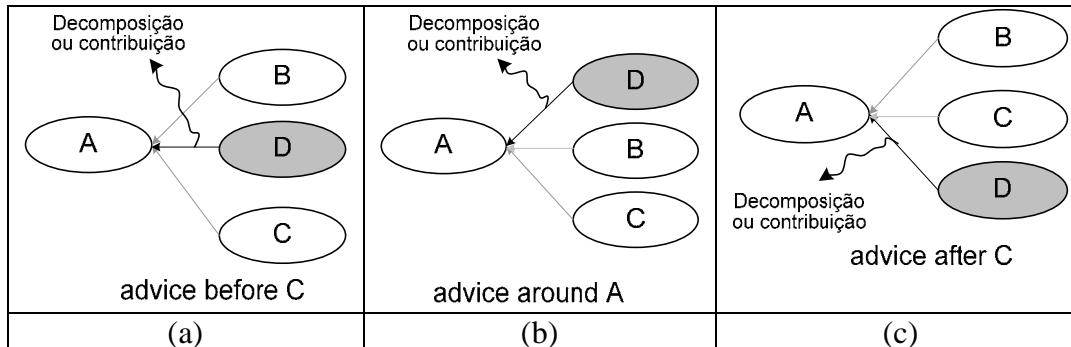 Decomposição
ou contribuição
B
A
D
C
advice before C
(a)
Decomposição
ou contribuição
D
A
B
C
advice around A
(b)
B
A
C
D
Decomposição
ou contribuição
advice after C
(c)